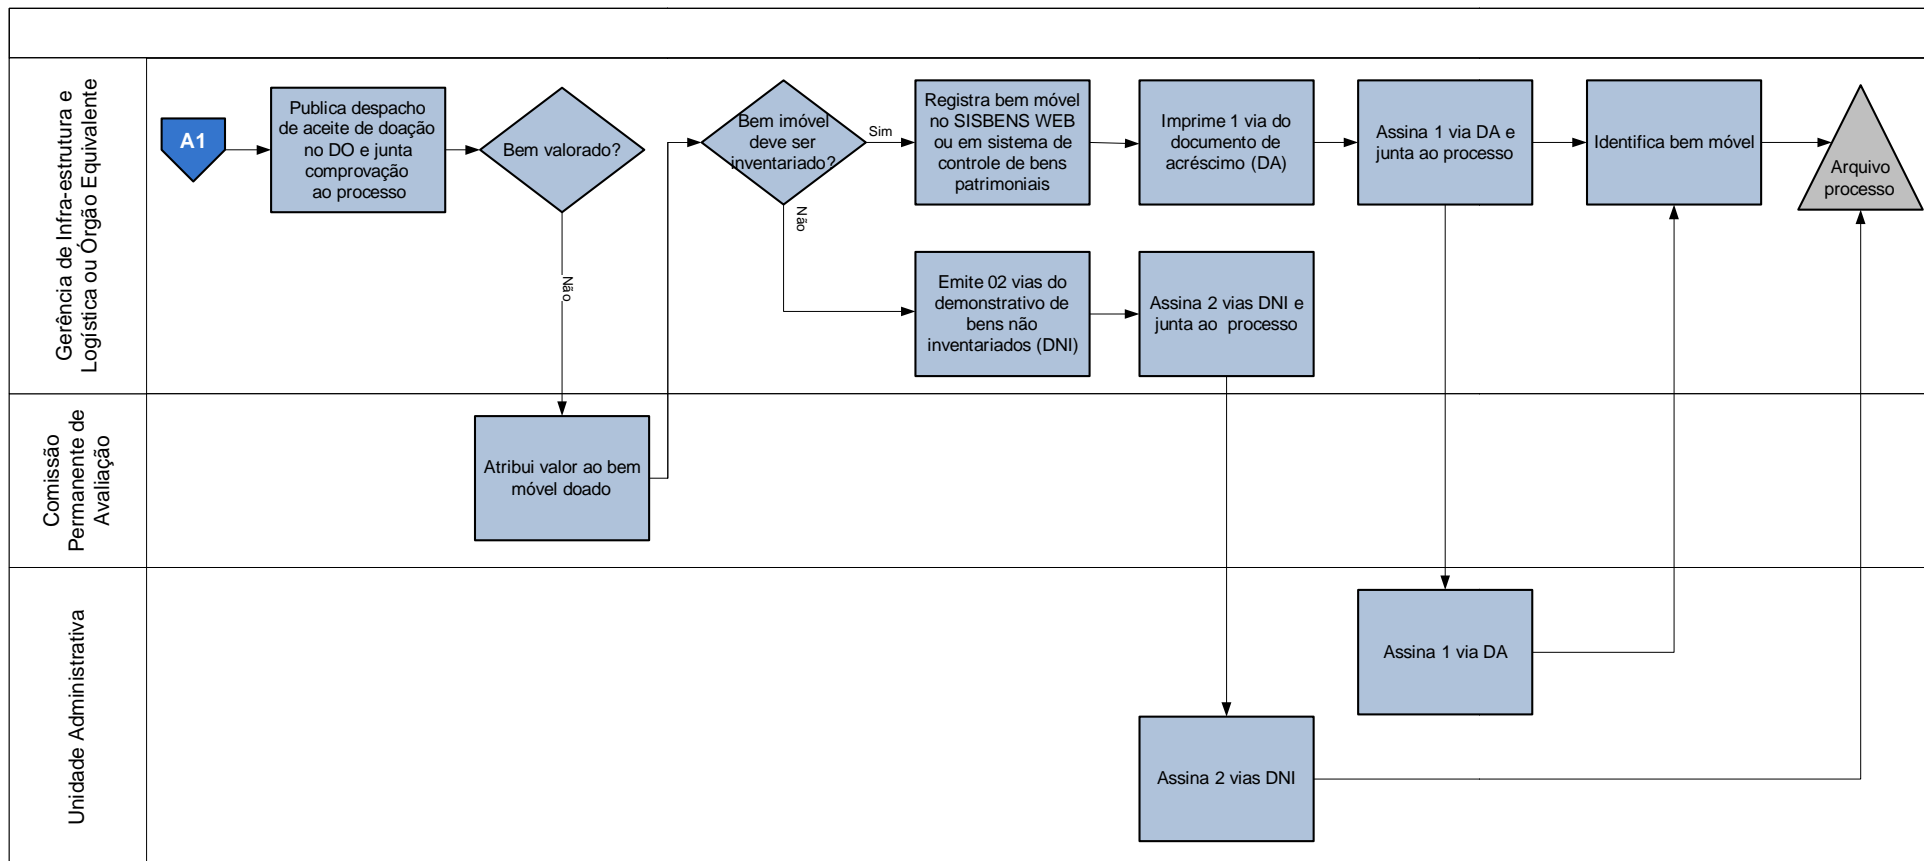 Gerência de Infra-estrutura e
Logística ou Órgão Equivalente
A1
Publica despacho
de aceite de doação
no DO e junta
comprovação
ao processo
Bem valorado?
Não
Bem imóvel
deve ser
inventariado?
Sim
Não
Registra bem móvel
no SISBENS WEB
ou em sistema de
controle de bens
patrimoniais
Imprime 1 via do
documento de
acréscimo (DA)
Assina 1 via DA e
junta ao processo
Identifica bem móvel
Arquivo
processo
Emite 02 vias do
demonstrativo de
bens não
inventariados (DNI)
Assina 2 vias DNI e
junta ao processo
Comissão
Permanente de
Avaliação
Atribui valor ao bem
móvel doado
Unidade Administrativa
Assina 1 via DA
Assina 2 vias DNI